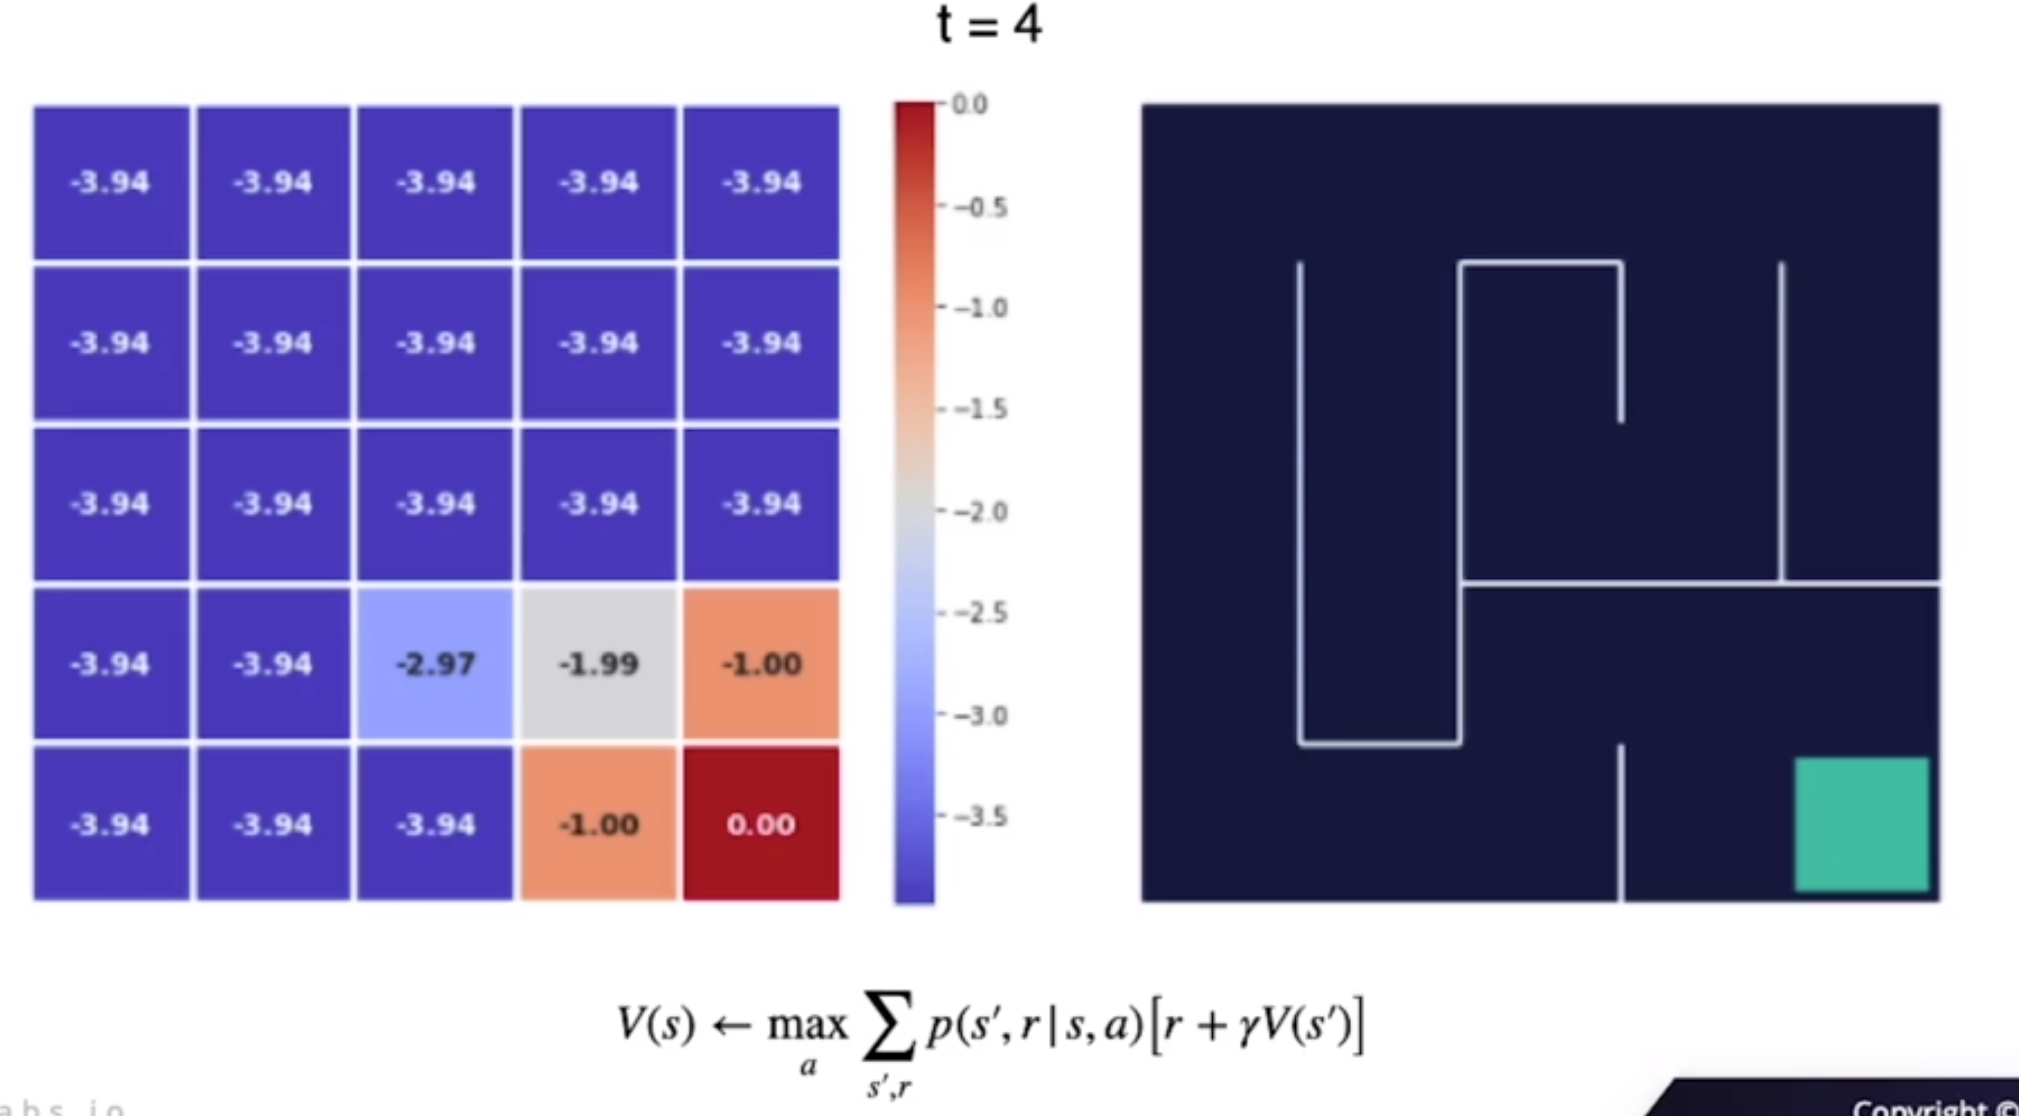 t = 4
-3.94 -3.94 -3.94 -3.94 -3.94
-3.94 -3.94 -3.94 -3.94 -3.94
-3.94 -3.94 -3.94 -3.94 -3.94
-3.94 -3.94 -2.97 -1.99 -1.00
-3.94 -3.94 -3.94 -1.00 0.00
0.0
−0.5
−1.0
−1.5
−2.0
−2.5
−3.0
−3.5
V(s) ← max_a ∑_{s′,r} p(s′, r | s, a)[r + γV(s′)]
abs.io
Copyright ©